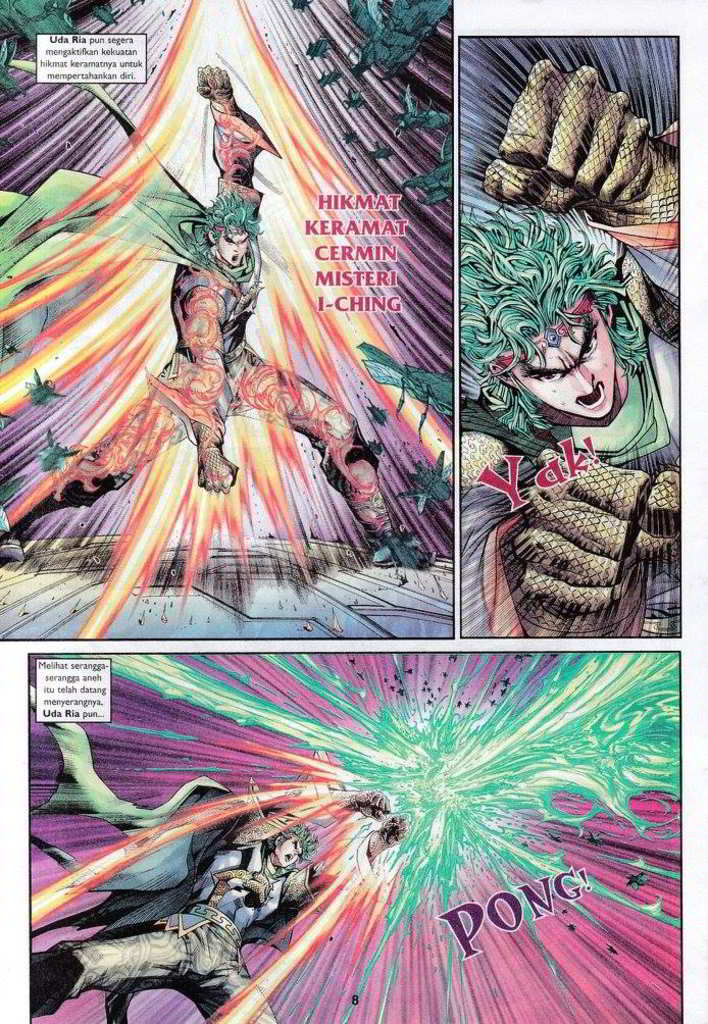 Uda Ria pun segera
mengaktifkan kekuatan
hikmat keramatnya untuk
mempertahankan diri.
HIKMAT
KERAMAT
CERMIN
MISTERI
I-CHING
Yak!
Melihat serangga-
serangga aneh
itu telah datang
menyerangnya,
Uda Ria pun...
PONG!
8